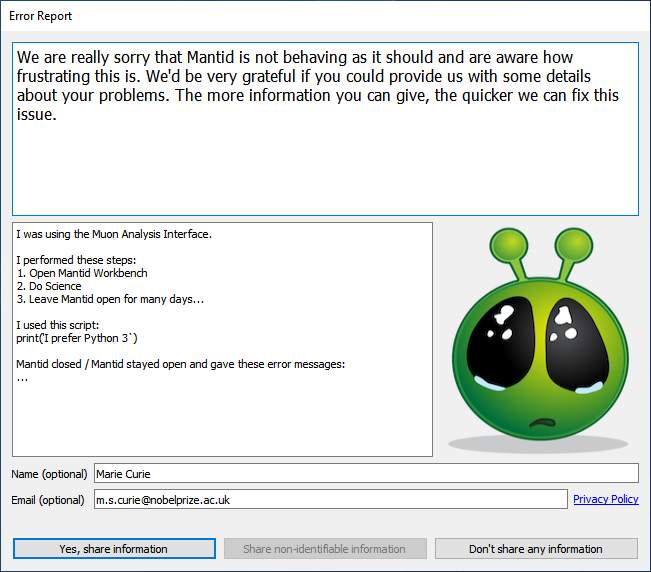 Error Report
We are really sorry that Mantid is not behaving as it should and are aware how
frustrating this is. We'd be very grateful if you could provide us with some details
about your problems. The more information you can give, the quicker we can fix this
issue.
I was using the Muon Analysis Interface.
I performed these steps:
1. Open Mantid Workbench
2. Do Science
3. Leave Mantid open for many days...
I used this script:
print(`I prefer Python 3`)
Mantid closed / Mantid stayed open and gave these error messages:
...
Name (optional) Marie Curie
Email (optional) m.s.curie@nobelprize.ac.uk Privacy Policy
Yes, share information Share non-identifiable information Don't share any information